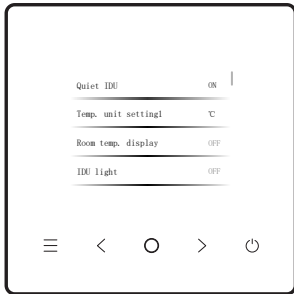 Quiet IDU ON
Temp. unit setting1 ℃
Room temp. display OFF
IDU light OFF